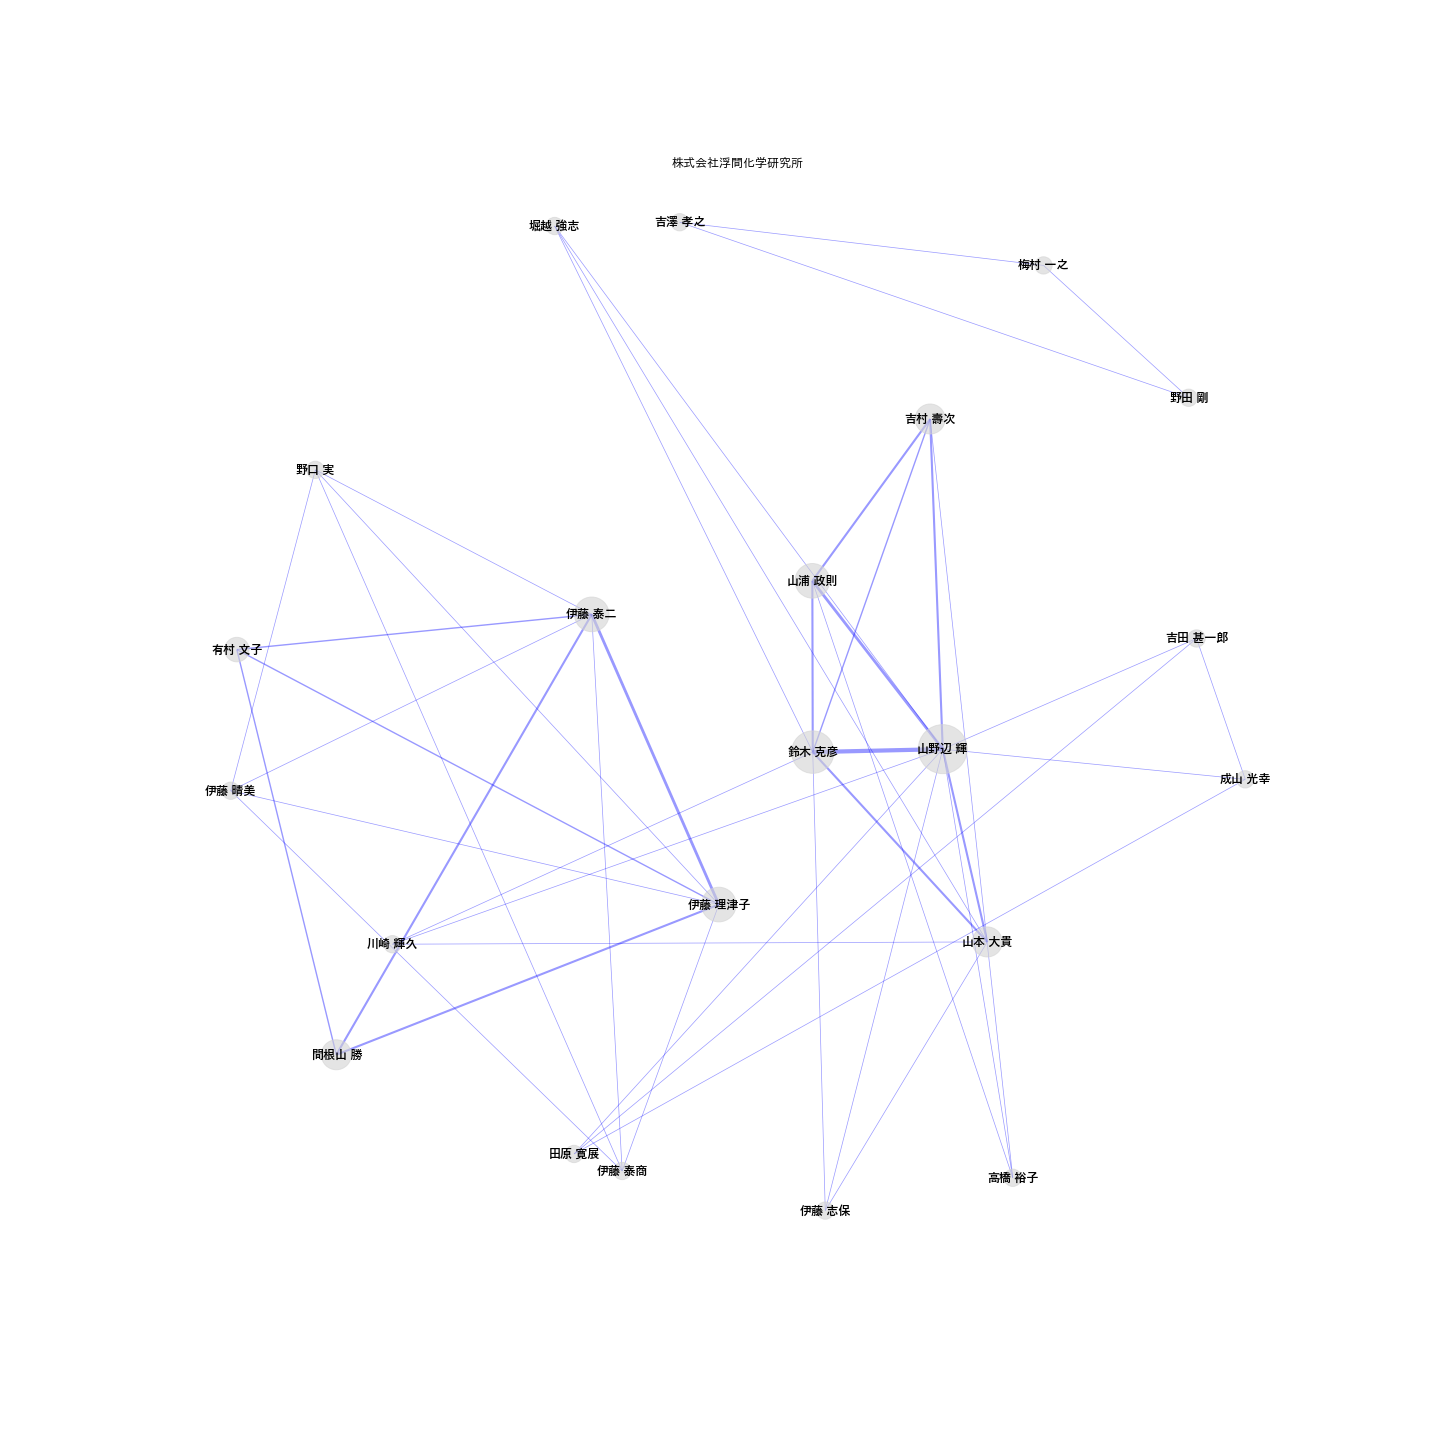 株式会社浮間化学研究所
吉澤 孝之
堀越 強志
梅村 一之
野田 剛
吉村 壽次
野口 実
山浦 政則
伊藤 泰二
吉田 甚一郎
有村 文子
山野辺 輝
鈴木 克彦
成山 光幸
伊藤 晴美
伊藤 理津子
山本 大貴
川崎 輝久
間根山 勝
田原 寛展
伊藤 泰商
高橋 裕子
伊藤 志保